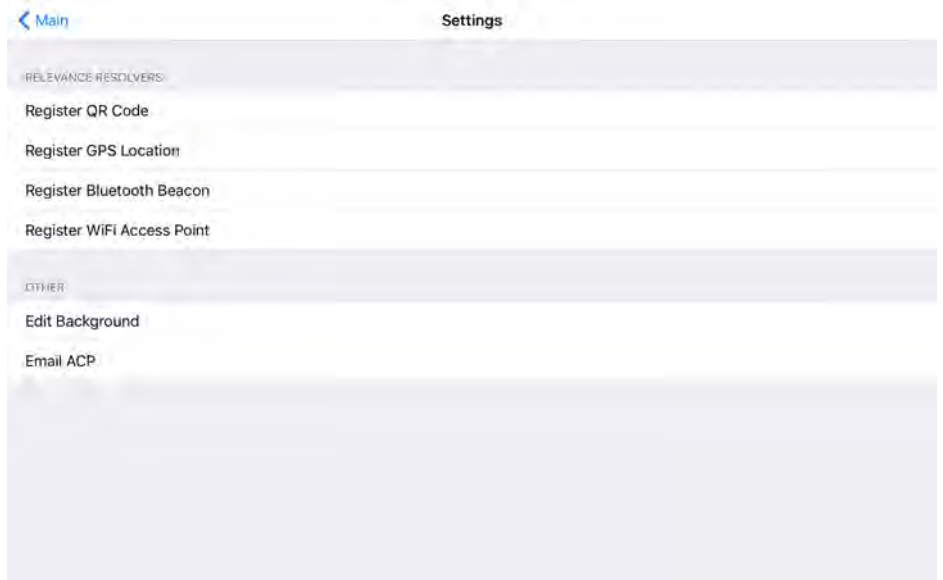 Main
Settings
RELEVANCE RESOLVERS
Register QR Code
Register GPS Location
Register Bluetooth Beacon
Register WiFi Access Point
OTHER
Edit Background
Email ACP